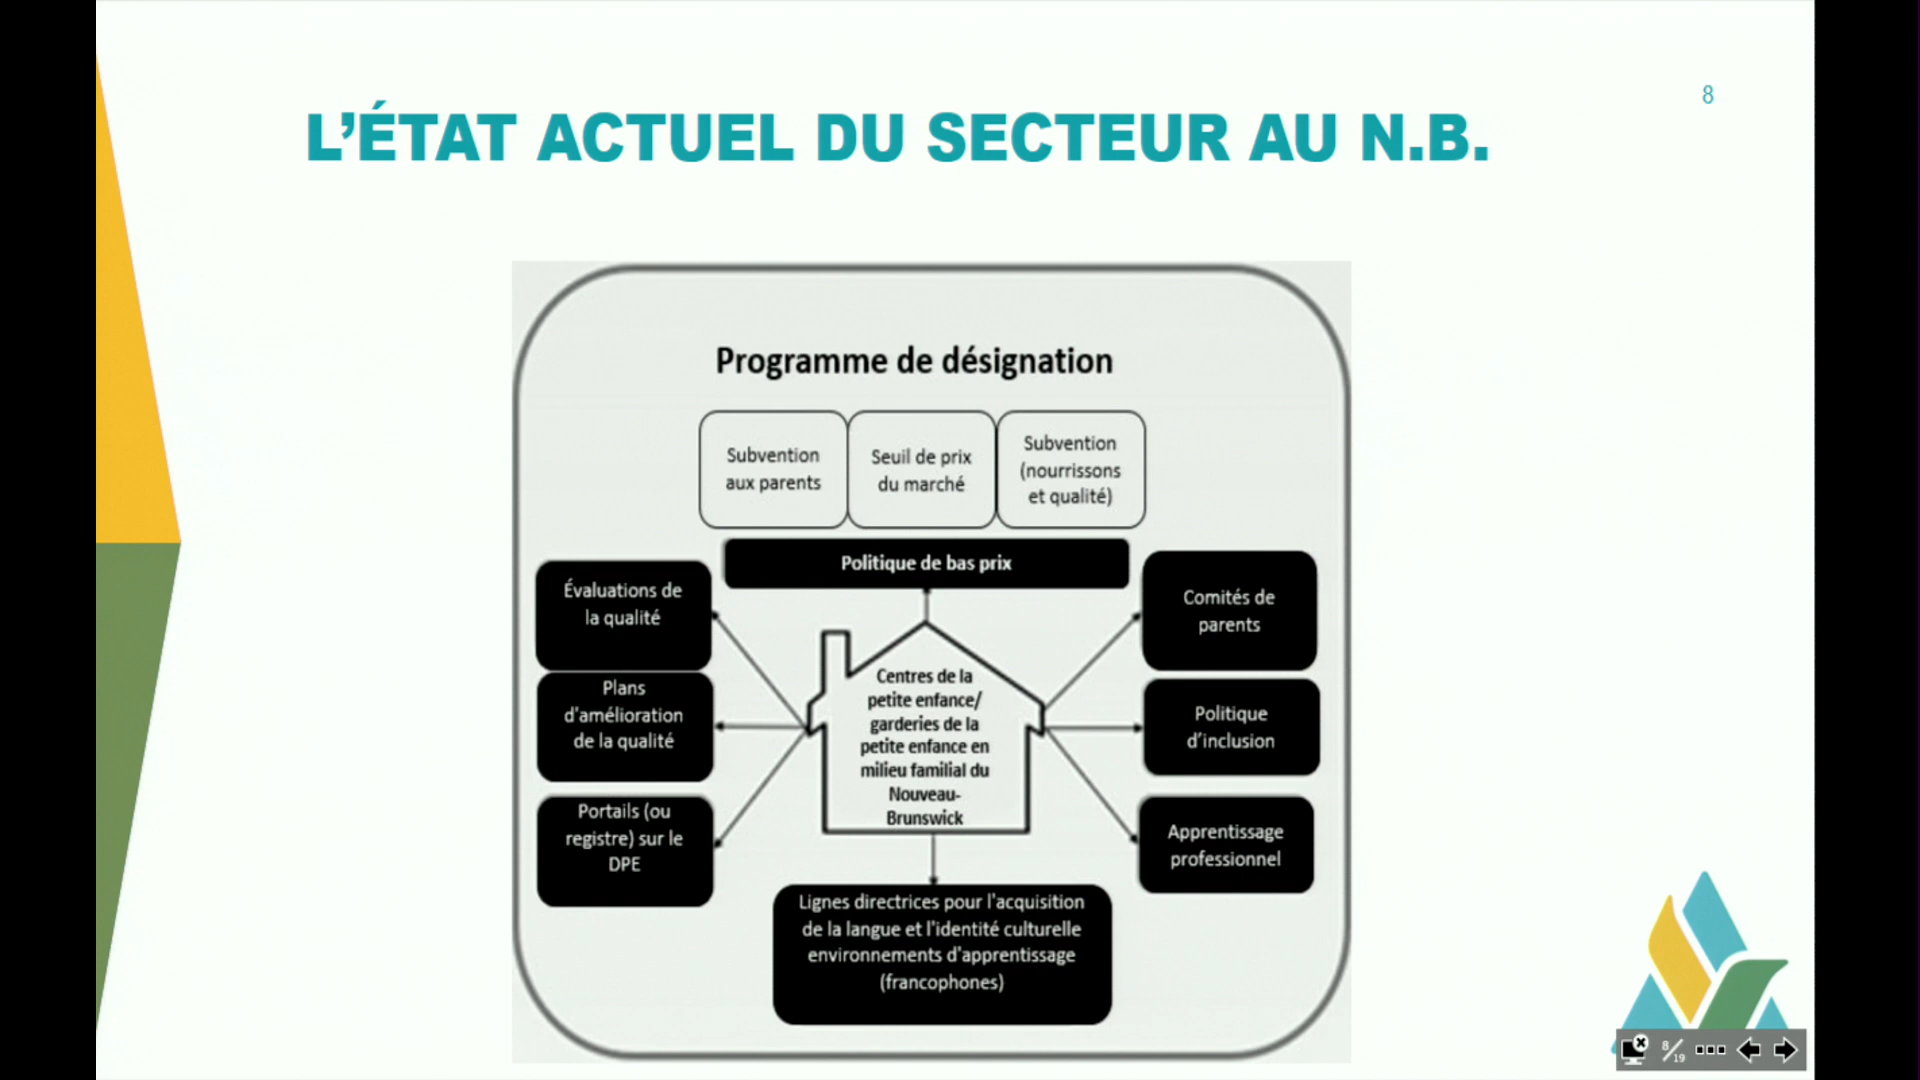 8
L’ÉTAT ACTUEL DU SECTEUR AU N.B.
Programme de désignation
Subvention
aux parents
Seuil de prix
du marché
Subvention
(nourrissons
et qualité)
Politique de bas prix
Évaluations de
la qualité
Plans
d'amélioration
de la qualité
Portails (ou
registre) sur le
DPE
Centres de la
petite enfance/
garderies de la
petite enfance en
milieu familial du
Nouveau-
Brunswick
Comités de
parents
Politique
d’inclusion
Apprentissage
professionnel
Lignes directrices pour l'acquisition
de la langue et l'identité culturelle
environnements d'apprentissage
(francophones)
8/19